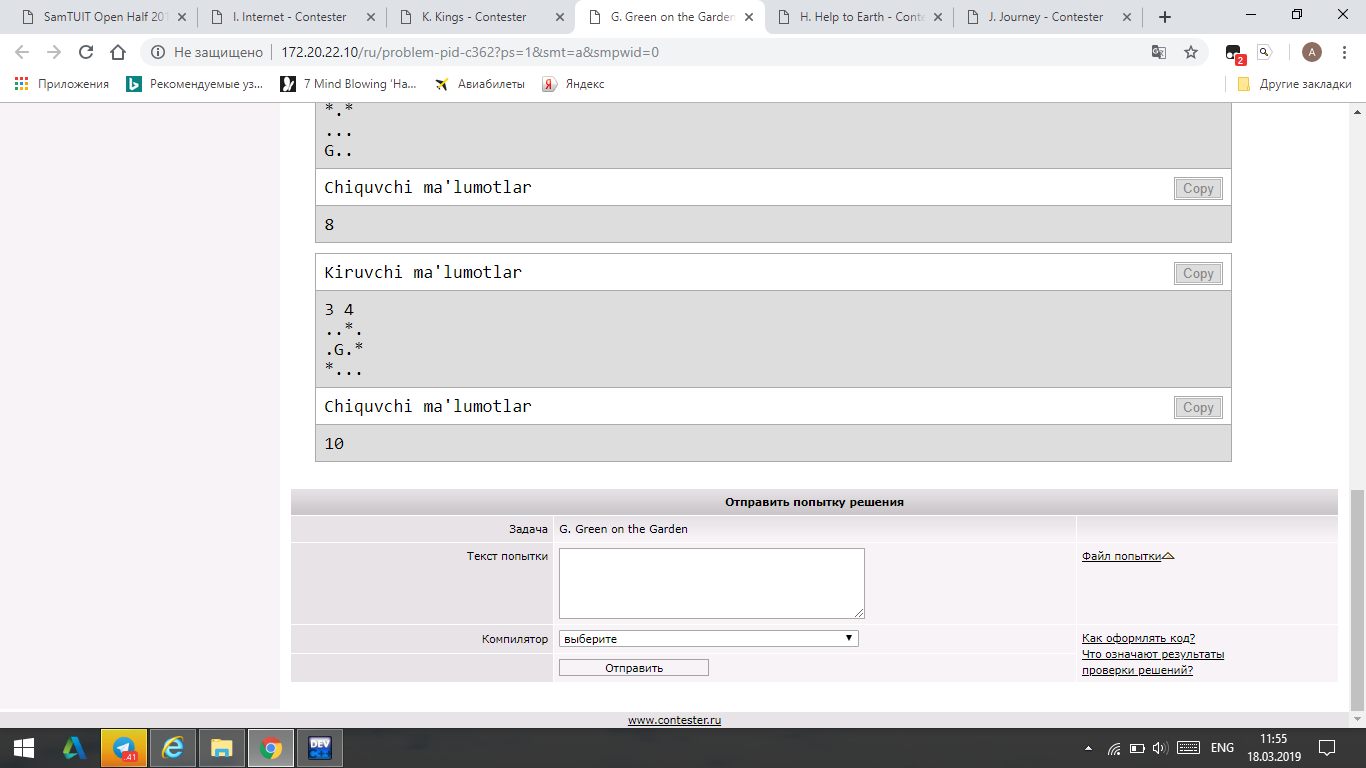 SamTUIT Open Half 201
I. Internet - Contester
K. Kings - Contester
G. Green on the Garden
H. Help to Earth - Conte
J. Journey - Contester
Не защищено
172.20.22.10/ru/problem-pid-c362?ps=1&smt=a&smpwid=0
2
A
Приложения
Рекомендуемые уз...
7 Mind Blowing 'Ha...
Авиабилеты
Я Яндекс
Другие закладки
*.*
...
G..
Chiquvchi ma'lumotlar
Copy
8
Kiruvchi ma'lumotlar
Copy
3 4
..*.
.G.*
*...
Chiquvchi ma'lumotlar
Copy
10
Отправить попытку решения
Задача
G. Green on the Garden
Текст попытки
Файл попытки
Компилятор
выберите
Как оформлять код?
Что означают результаты
проверки решений?
Отправить
www.contester.ru
41
DEV
ENG
11:55
18.03.2019